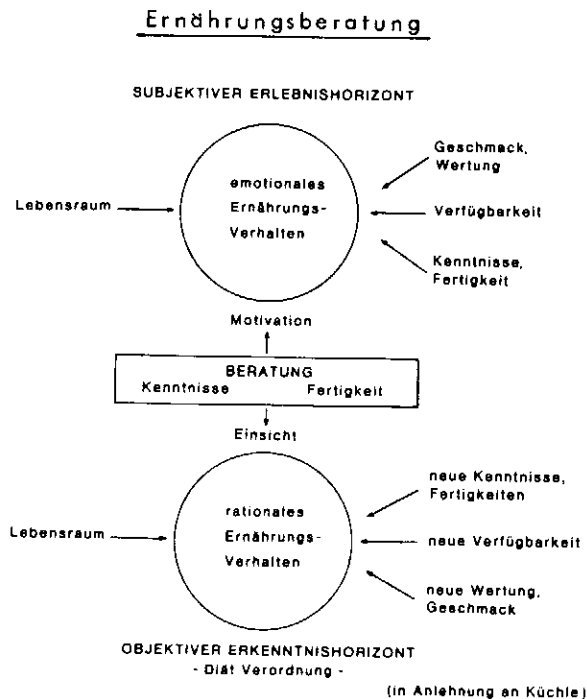 Ernährungsberatung
SUBJEKTIVER ERLEBNISHORIZONT
Geschmack,
Wertung
emotionales
Ernährungs-
Verhalten
Lebensraum
Verfügbarkeit
Kenntnisse,
Fertigkeit
Motivation
BERATUNG
Kenntnisse Fertigkeit
Einsicht
neue Kenntnisse,
Fertigkeiten
rationales
Ernährungs-
Verhalten
Lebensraum
neue Verfügbarkeit
neue Wertung,
Geschmack
OBJEKTIVER ERKENNTNISHORIZONT
- Diät Verordnung -
(in Anlehnung an Küchle)